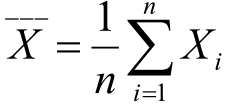 X̅ = 1/n ∑_{i=1}^{n} X_i